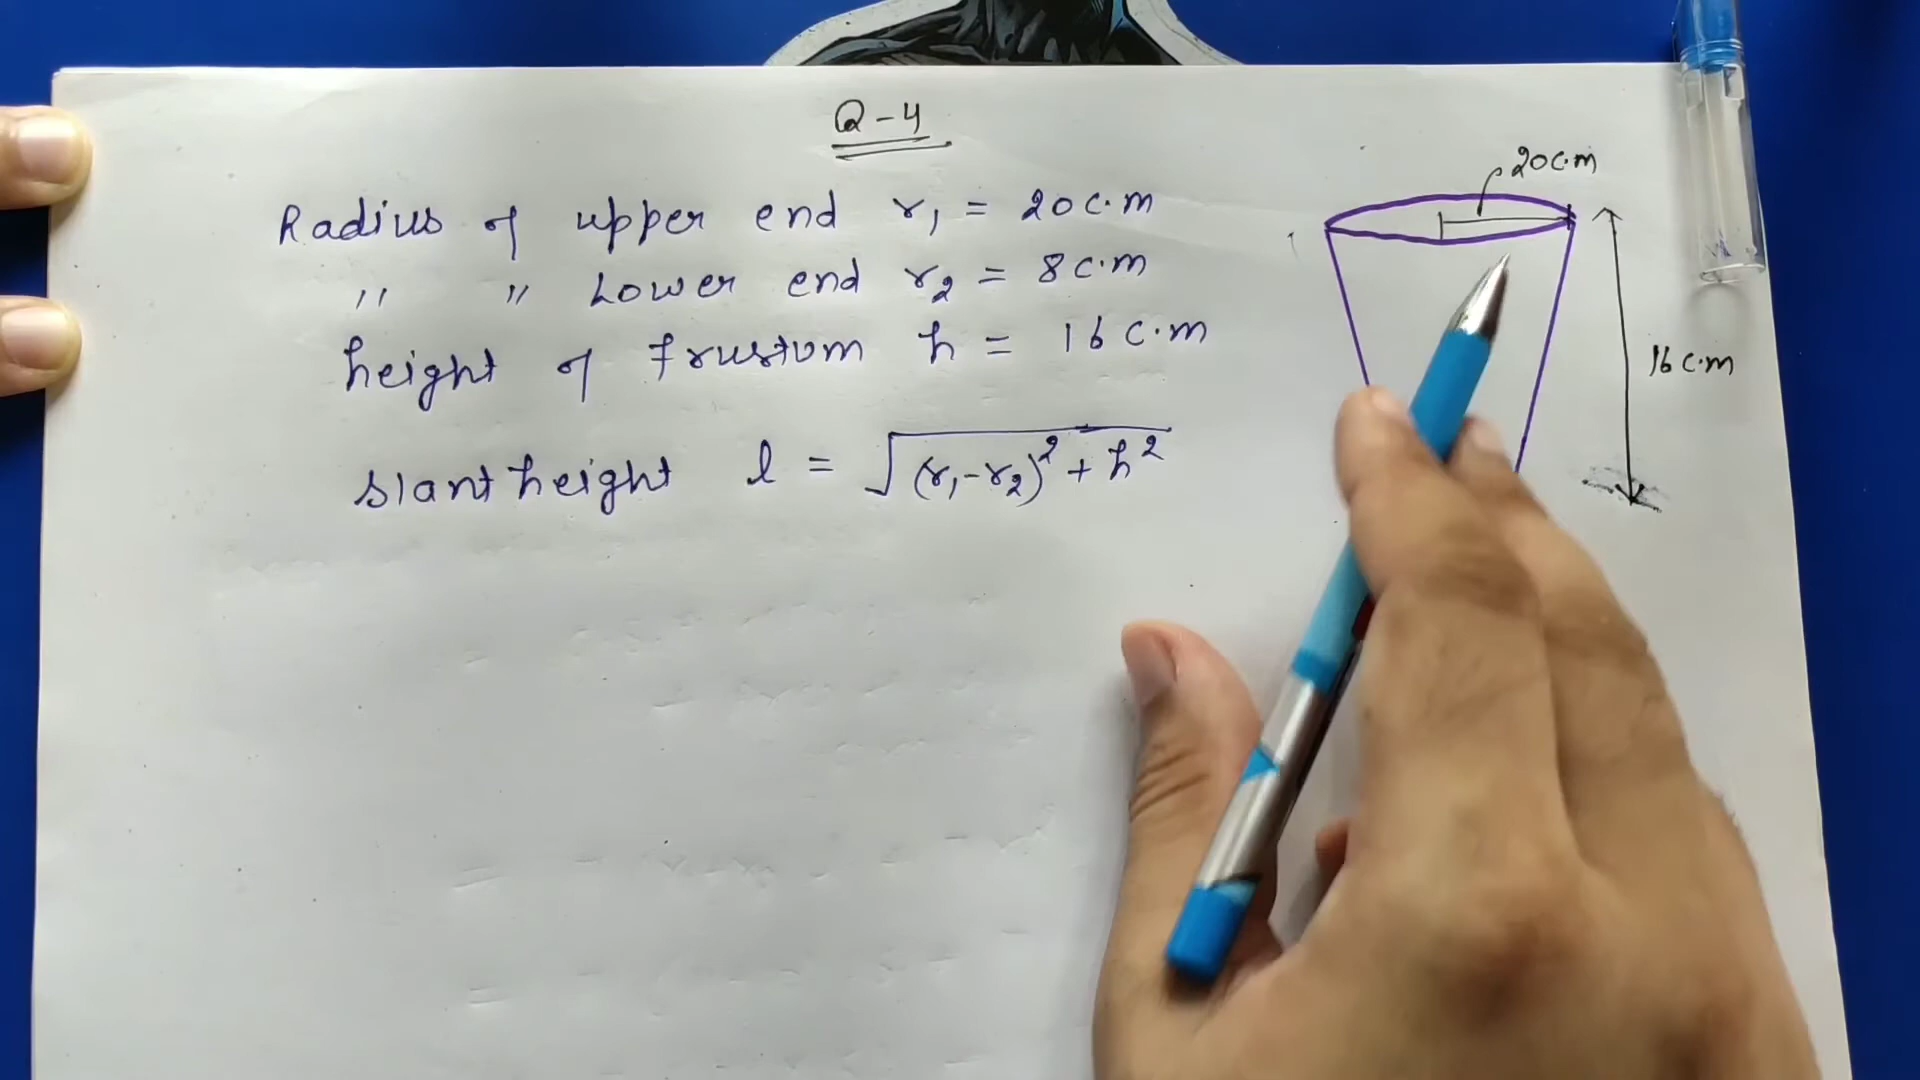 Q-4
Radius of upper end r₁ = 20c.m
〃 〃 Lower end r₂ = 8c.m
height of frustum h = 16c.m
slant height l = √(r₁-r₂)² + h²
20c.m
16c.m